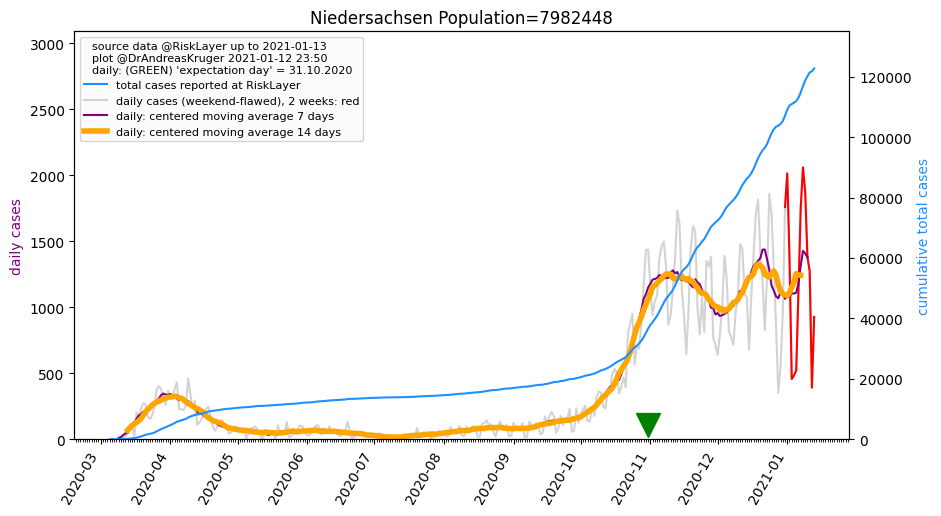 Niedersachsen Population=7982448
source data @RiskLayer up to 2021-01-13
plot @DrAndreasKruger 2021-01-12 23:50
daily: (GREEN) 'expectation day' = 31.10.2020
total cases reported at RiskLayer
daily cases (weekend-flawed), 2 weeks: red
daily: centered moving average 7 days
daily: centered moving average 14 days
daily cases
3000
2500
2000
1500
1000
500
0
120000
100000
80000
60000
40000
20000
0
cumulative total cases
2020-03
2020-04
2020-05
2020-06
2020-07
2020-08
2020-09
2020-10
2020-11
2020-12
2021-01